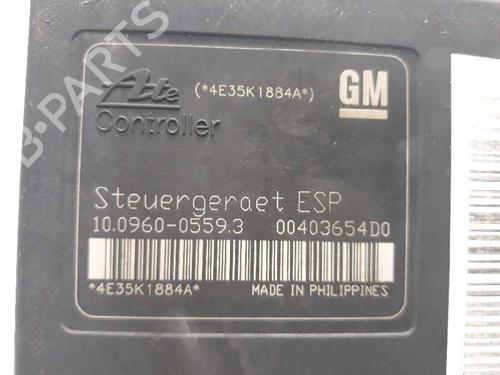 Ate
(*4E35K1884A*)
GM
Controller
Steuergeraet ESP
10.0960-0559.3
00403654D0
*4E35K1884A*
MADE IN PHILIPPINES
B-PARTS